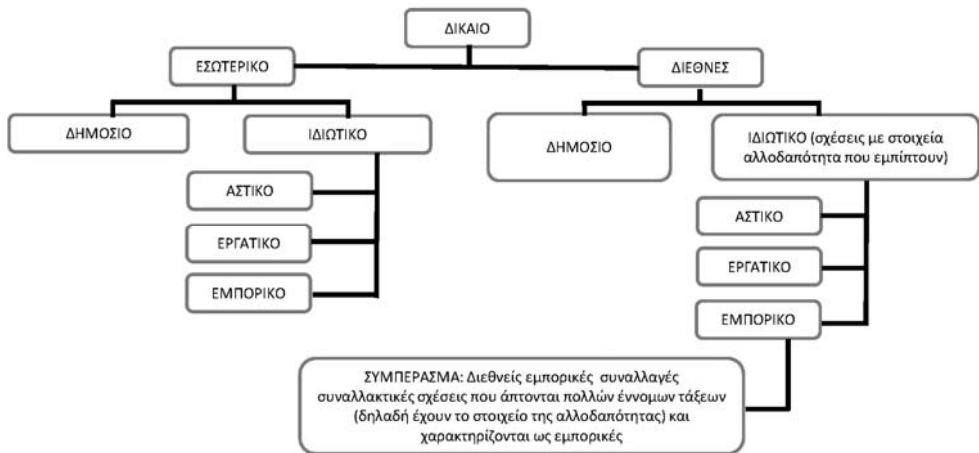 ΔΙΚΑΙΟ
ΕΣΩΤΕΡΙΚΟ
ΔΙΕΘΝΕΣ
ΔΗΜΟΣΙΟ
ΙΔΙΩΤΙΚΟ
ΔΗΜΟΣΙΟ
ΙΔΙΩΤΙΚΟ (σχέσεις με στοιχεία
αλλοδαπότητα που εμπίπτουν)
ΑΣΤΙΚΟ
ΕΡΓΑΤΙΚΟ
ΕΜΠΟΡΙΚΟ
ΑΣΤΙΚΟ
ΕΡΓΑΤΙΚΟ
ΕΜΠΟΡΙΚΟ
ΣΥΜΠΕΡΑΣΜΑ: Διεθνείς εμπορικές συναλλαγές
συναλλακτικές σχέσεις που άπτονται πολλών έννομων τάξεων
(δηλαδή έχουν το στοιχείο της αλλοδαπότητας) και
χαρακτηρίζονται ως εμπορικές